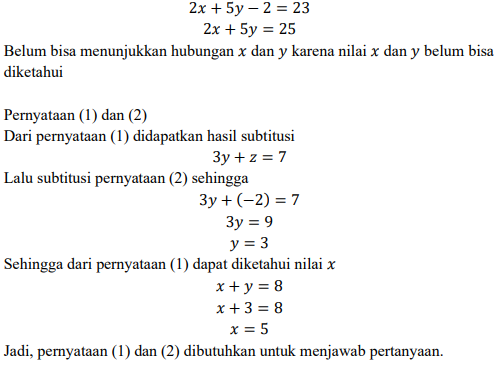 2x + 5y − 2 = 23
2x + 5y = 25
Belum bisa menunjukkan hubungan x dan y karena nilai x dan y belum bisa
diketahui
Pernyataan (1) dan (2)
Dari pernyataan (1) didapatkan hasil subtitusi
3y + z = 7
Lalu subtitusi pernyataan (2) sehingga
3y + (−2) = 7
3y = 9
y = 3
Sehingga dari pernyataan (1) dapat diketahui nilai x
x + y = 8
x + 3 = 8
x = 5
Jadi, pernyataan (1) dan (2) dibutuhkan untuk menjawab pertanyaan.